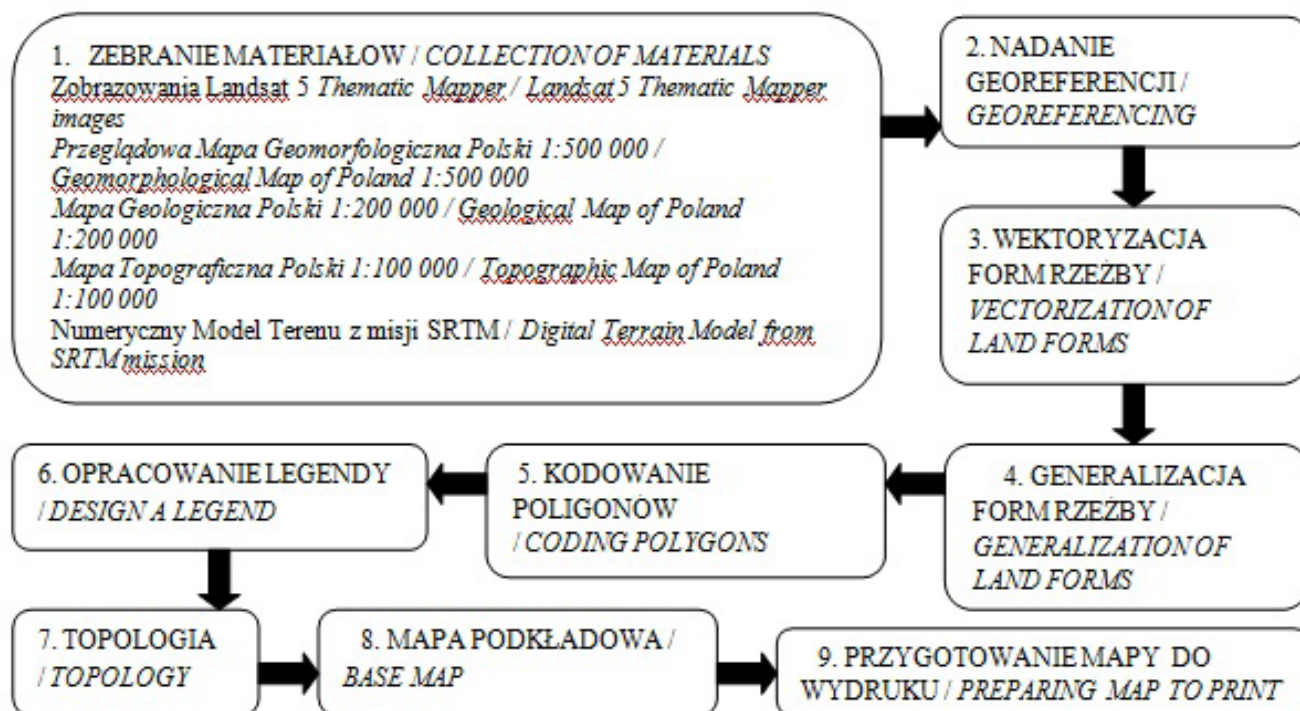 1. ZEBRANIE MATERIAŁOW / COLLECTION OF MATERIALS
Zobrazowania Landsat 5 Thematic Mapper / Landsat 5 Thematic Mapper
images
Przeglądowa Mapa Geomorfologiczna Polski 1:500 000 /
Geomorphological Map of Poland 1:500 000
Mapa Geologiczna Polski 1:200 000 / Geological Map of Poland
1:200 000
Mapa Topograficzna Polski 1:100 000 / Topographic Map of Poland
1:100 000
Numeryczny Model Terenu z misji SRTM / Digital Terrain Model from
SRTM mission
2. NADANIE
GEOREFERENCJI /
GEOREFERENCING
3. WEKTORYZACJA
FORM RZEŹBY /
VECTORIZATION OF
LAND FORMS
4. GENERALIZACJA
FORM RZEŹBY /
GENERALIZATION OF
LAND FORMS
5. KODOWANIE
POLIGONÓW
/ CODING POLYGONS
6. OPRACOWANIE LEGENDY
/ DESIGN A LEGEND
7. TOPOLOGIA
/ TOPOLOGY
8. MAPA PODKŁADOWA /
BASE MAP
9. PRZYGOTOWANIE MAPY DO
WYDRUKU / PREPARING MAP TO PRINT